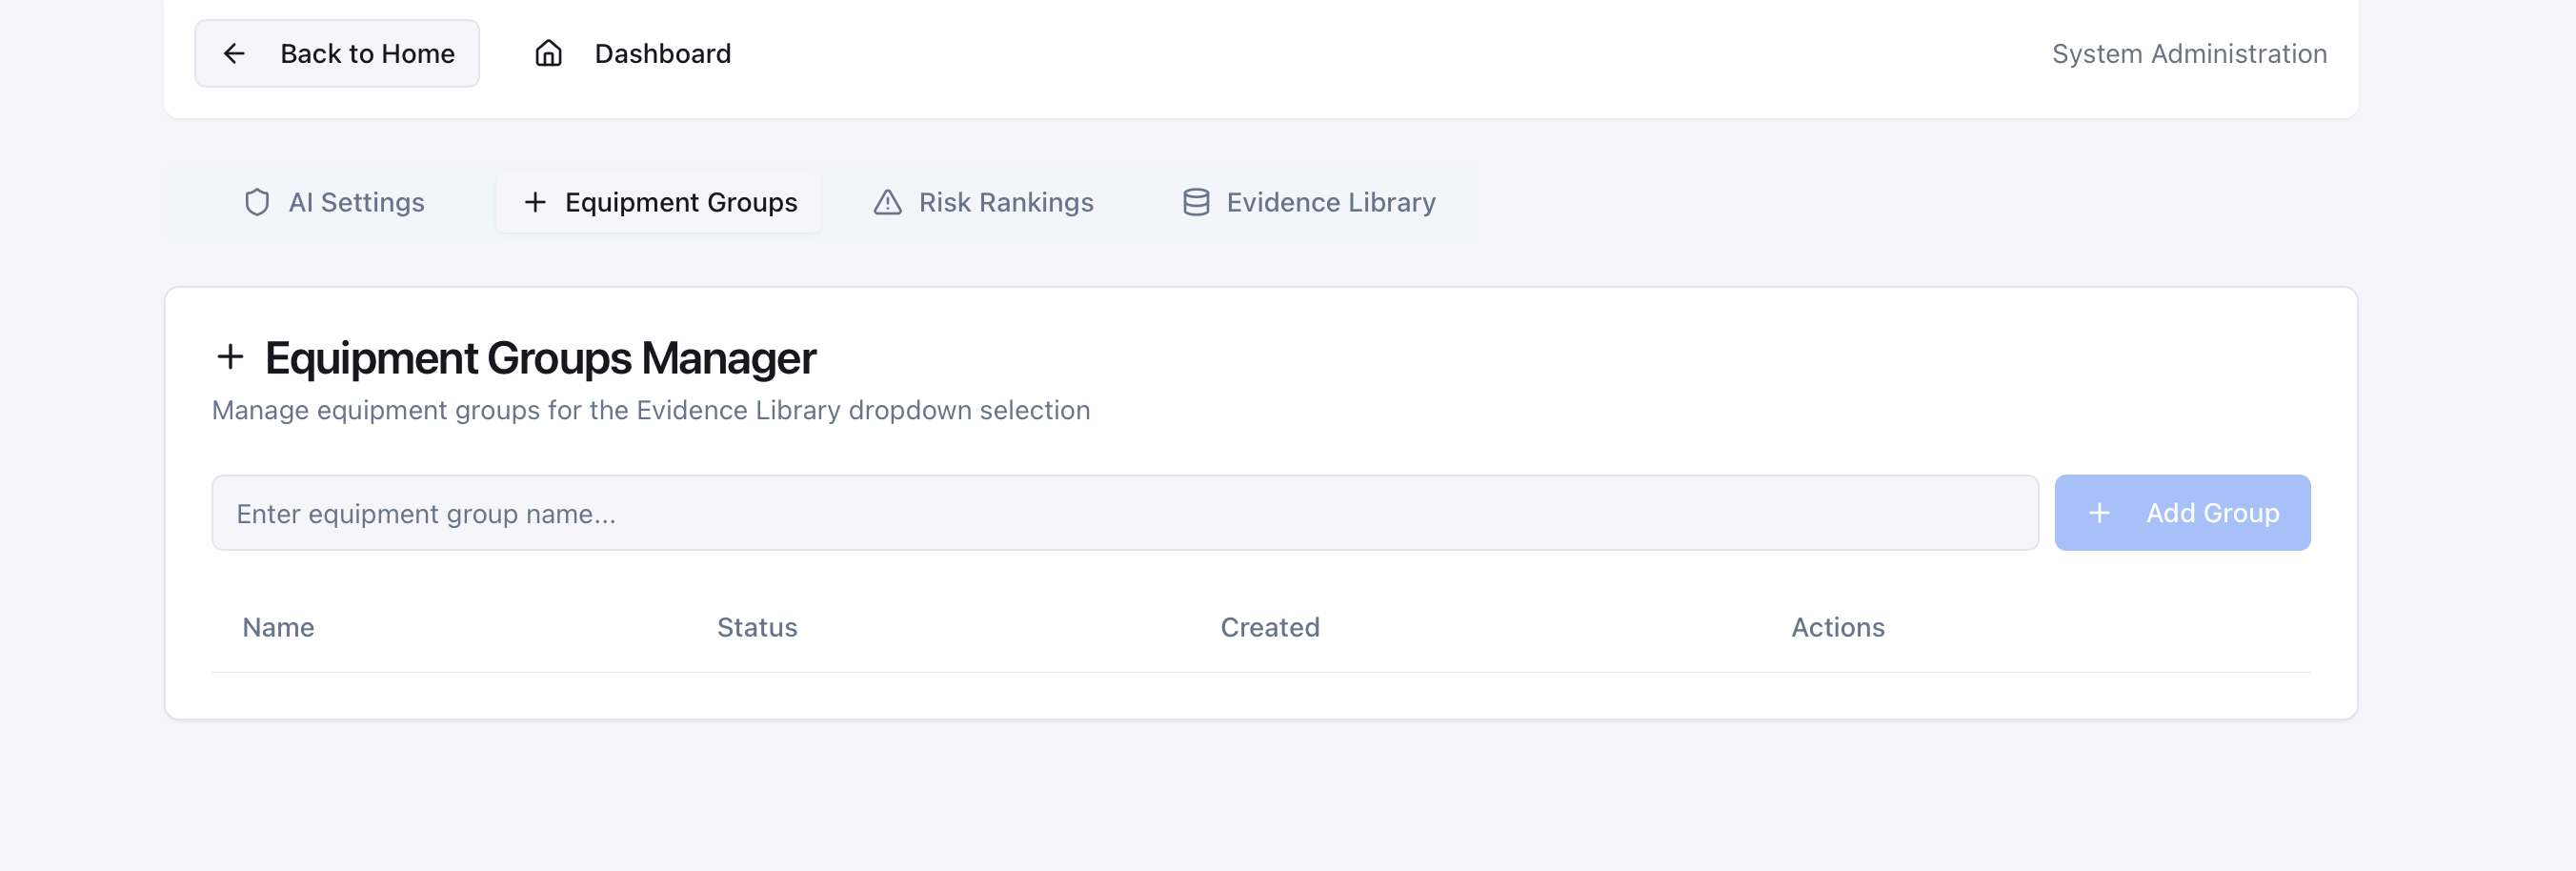 Back to Home
Dashboard
System Administration
AI Settings
Equipment Groups
Risk Rankings
Evidence Library
Equipment Groups Manager
Manage equipment groups for the Evidence Library dropdown selection
Enter equipment group name...
Add Group
Name
Status
Created
Actions